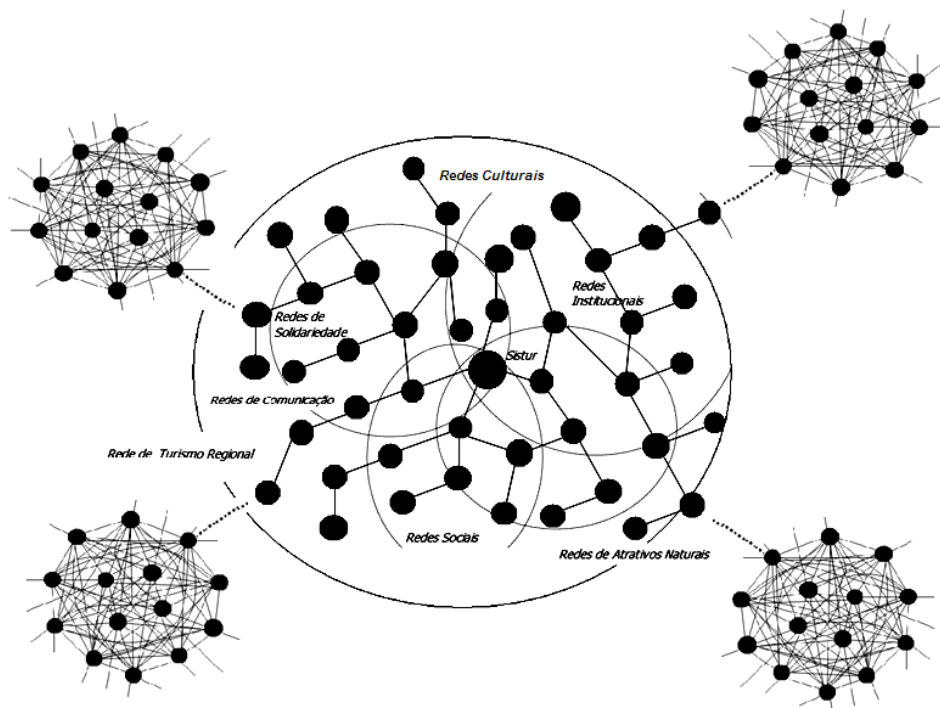 Redes Culturais
Redes
Institucionais
Redes de
Solidariedade
Sistur
Redes de Comunicação
Rede de Turismo Regional
Redes Sociais
Redes de Atrativos Naturais